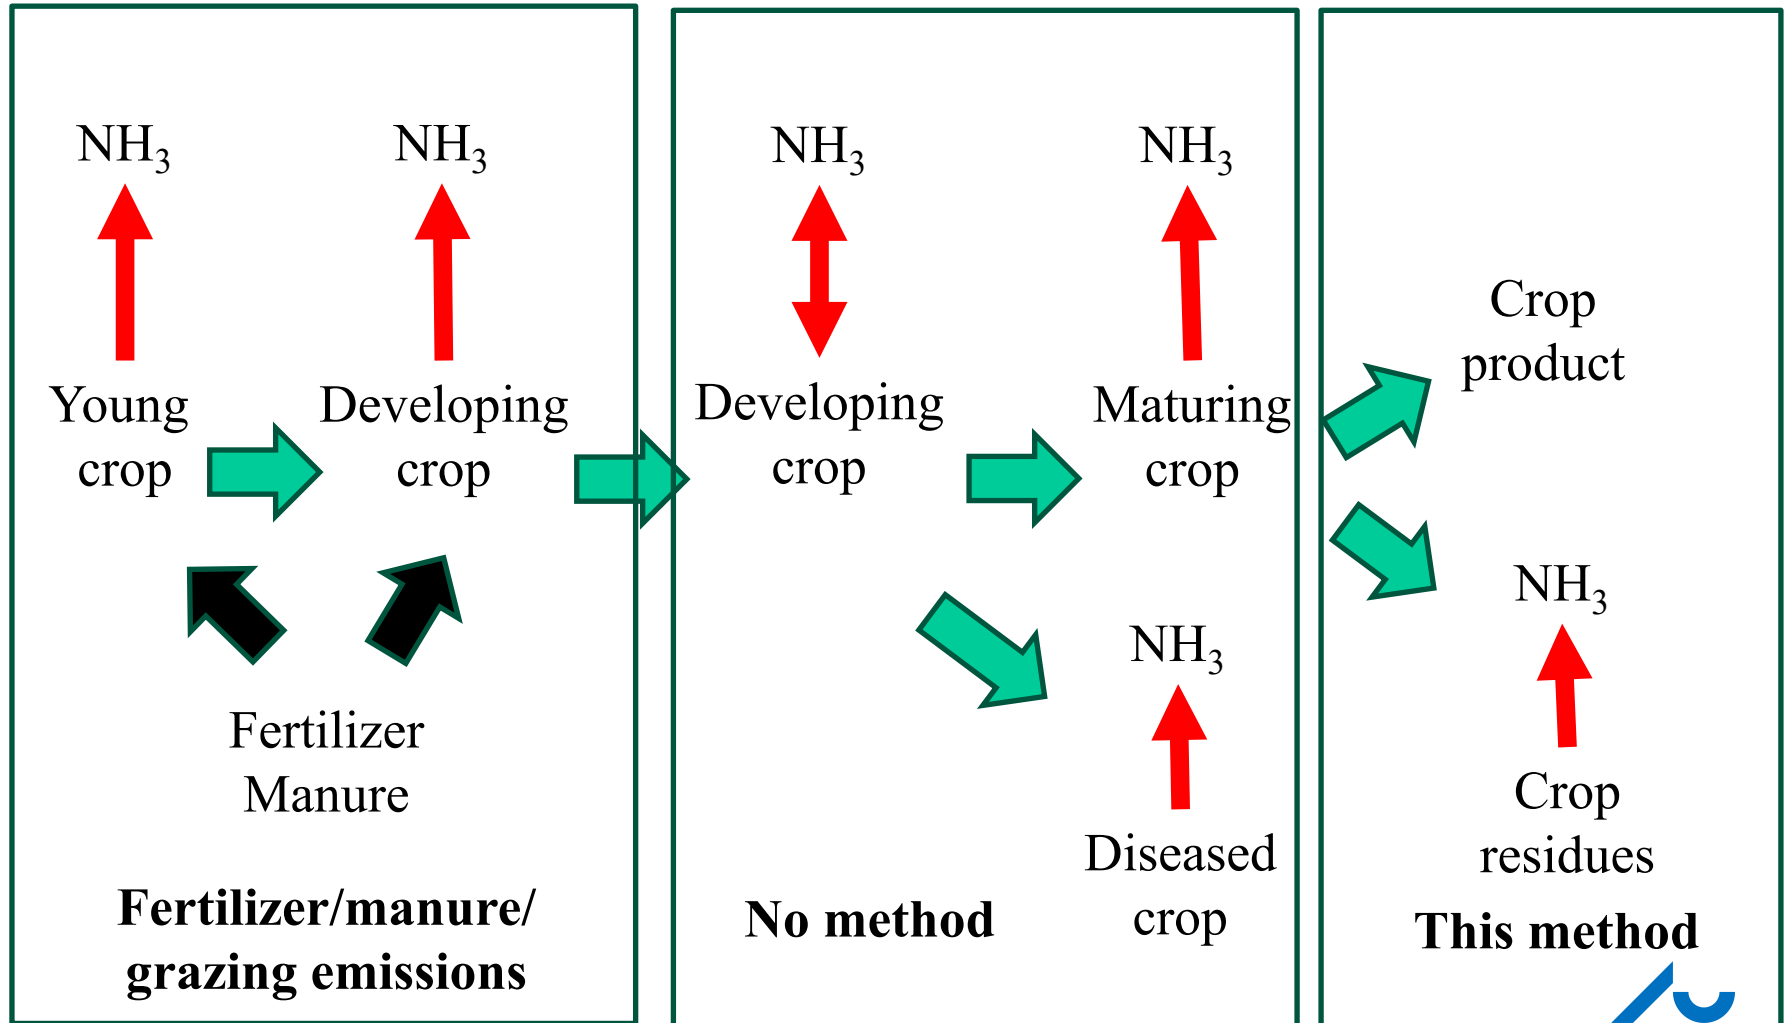 NH₃
NH₃
Young
crop
Developing
crop
Fertilizer
Manure
Fertilizer/manure/
grazing emissions
NH₃
NH₃
Developing
crop
Maturing
crop
NH₃
Diseased
crop
No method
Crop
product
NH₃
Crop
residues
This method